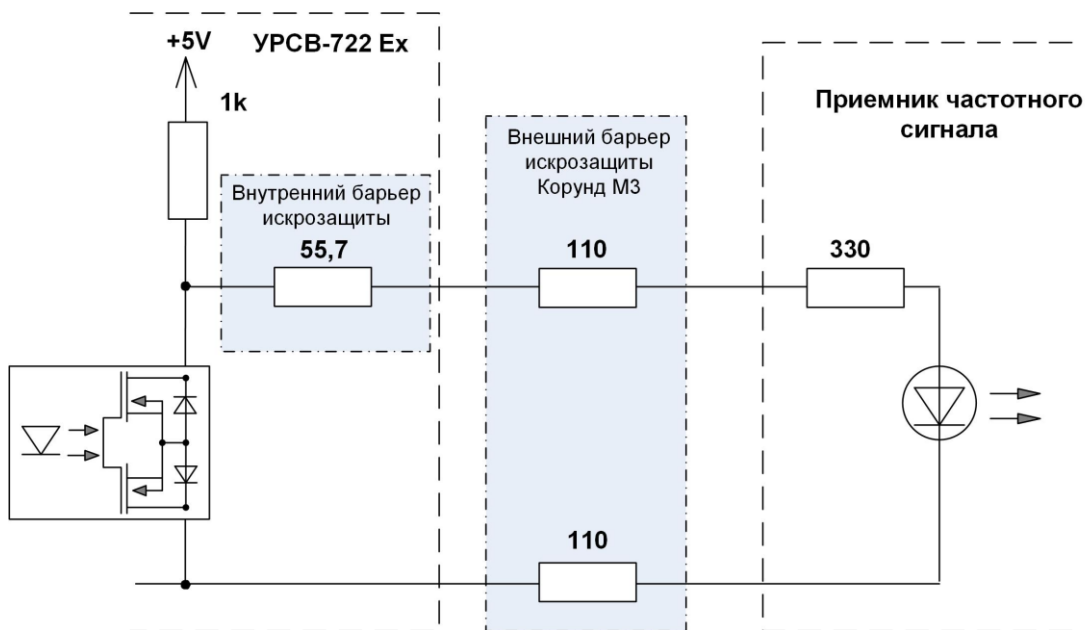 +5V
УРСВ-722 Ex
1k
Приемник частотного
сигнала
Внешний барьер
искрозащиты
Корунд М3
Внутренний барьер
искрозащиты
55,7
110
330
110